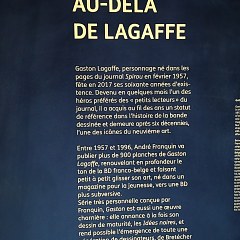 AU-DELÀ
DE LAGAFFE
Gaston Lagaffe, personnage né dans les
pages du journal Spirou en février 1957,
fête en 2017 ses soixante années d'exis-
tence. Devenu en quelques mois l'un des
héros préférés des « petits lecteurs » du
journal, il a acquis au fil des ans un statut
de référence dans l'histoire de la bande
dessinée et demeure après six décennies,
l'une des icônes du neuvième art.
Entre 1957 et 1996, André Franquin va
publier plus de 900 planches de Gaston
Lagaffe, renouvelant en profondeur le
ton de la BD franco-belge et faisant
petit à petit glisser son art, né dans un
magazine pour la jeunesse, vers une BD
plus subversive.
Série très personnelle conçue par
Franquin, Gaston est aussi une œuvre
charnière : elle annonce à la fois son
dessin de maturité, les Idées noires, et
rend possible l'émergence de toute une
génération de dessinateurs, de Bretécher